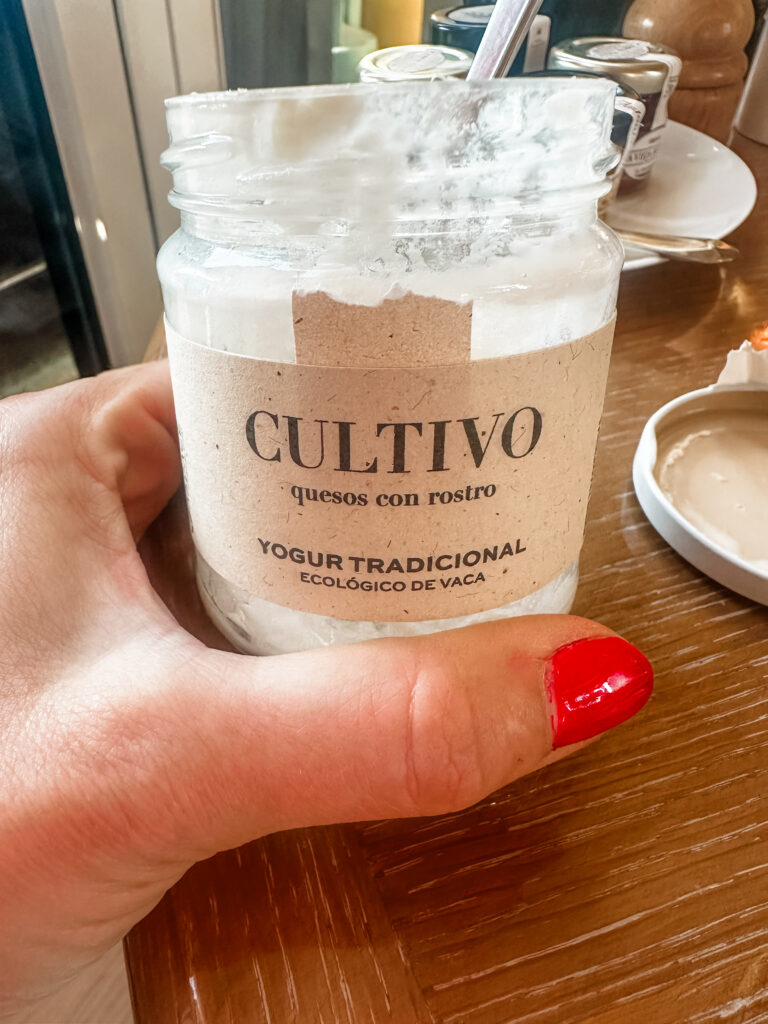 CULTIVO
quesos con rostro
YOGUR TRADICIONAL
ECOLÓGICO DE VACA